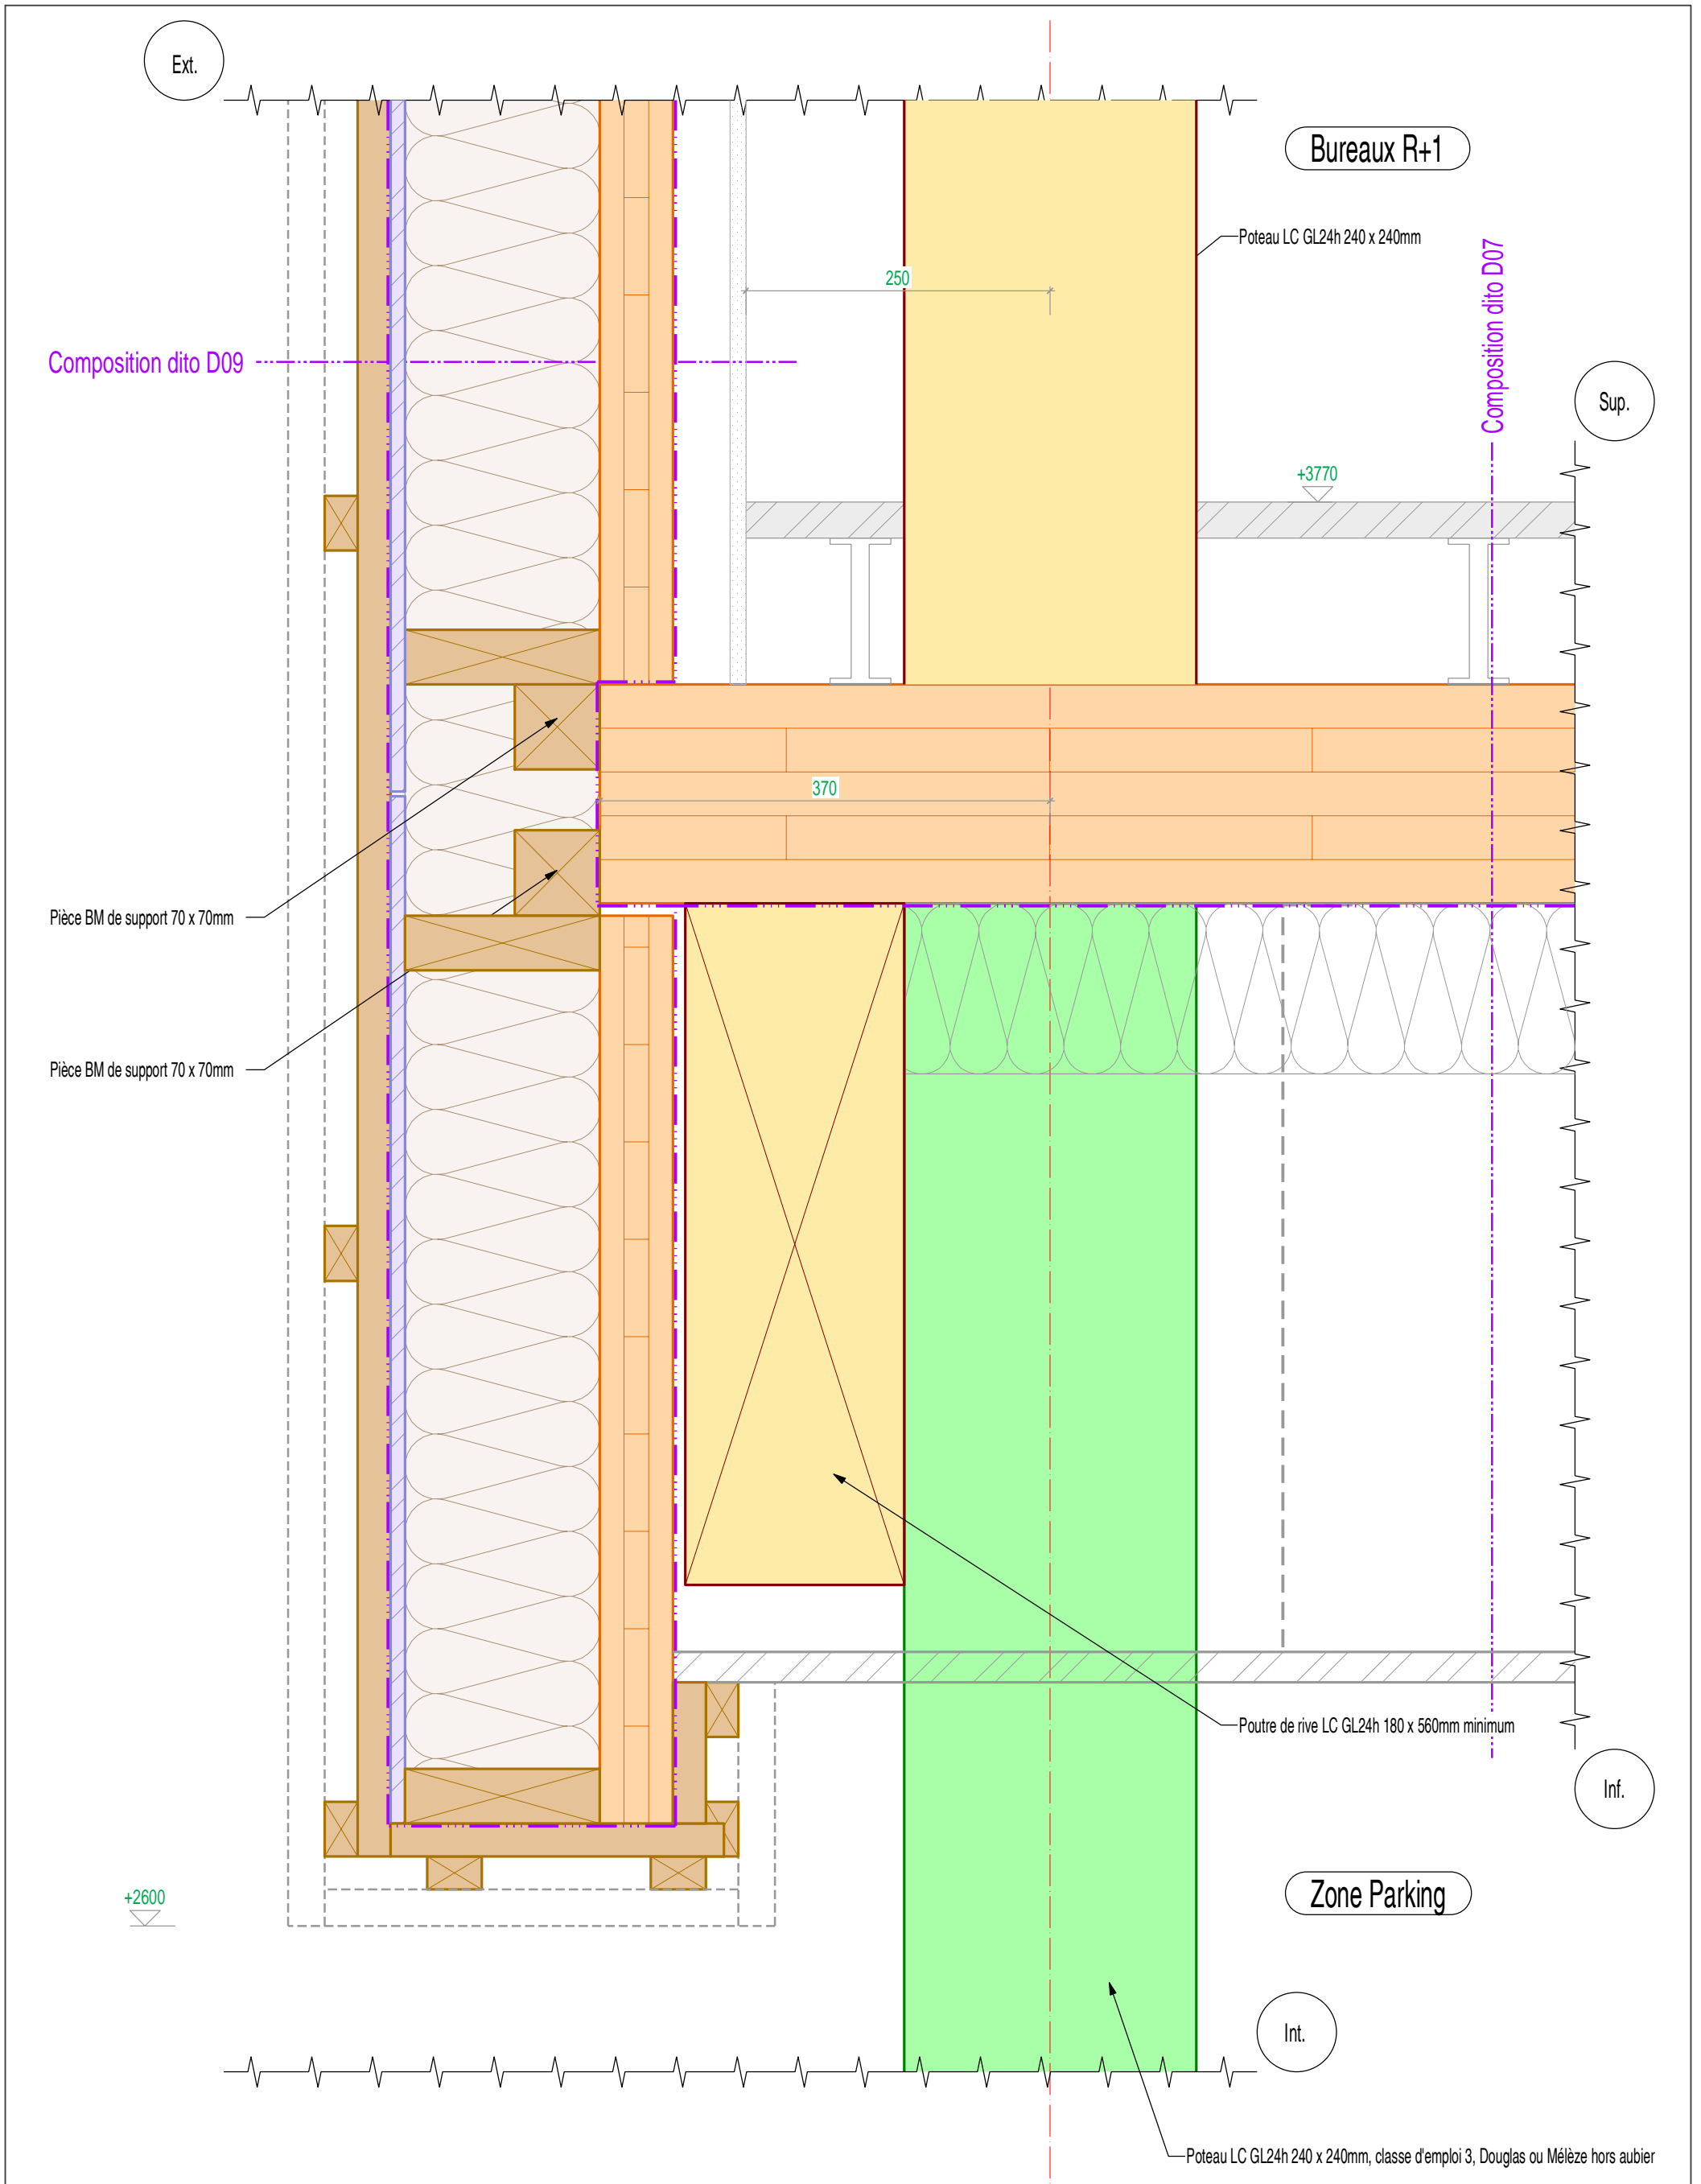 Ext.
Bureaux R+1
Poteau LC GL24h 240 x 240mm
Composition dito D07
250
Composition dito D09
Sup.
+3770
370
Pièce BM de support 70 x 70mm
Pièce BM de support 70 x 70mm
Poutre de rive LC GL24h 180 x 560mm minimum
Inf.
+2600
Zone Parking
Int.
Poteau LC GL24h 240 x 240mm, classe d'emploi 3, Douglas ou Mélèze hors aubier